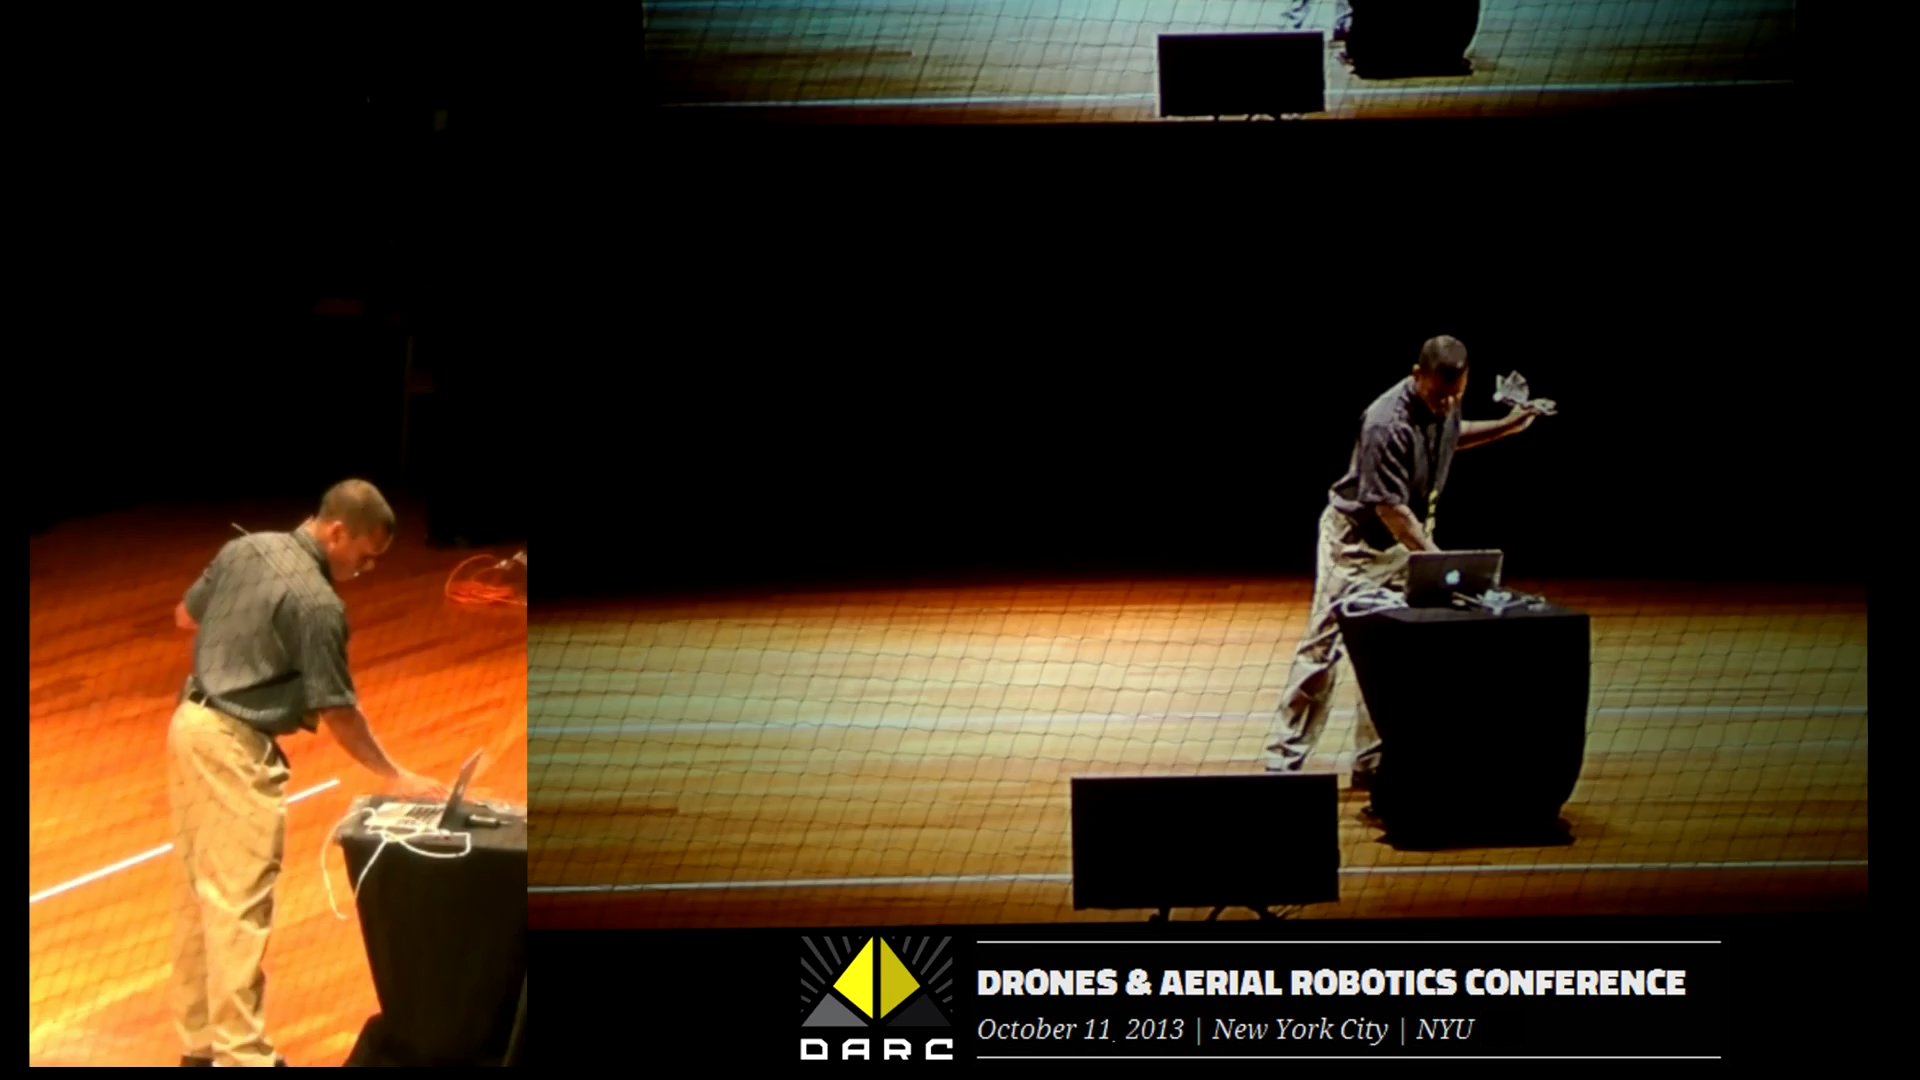 DRONES & AERIAL ROBOTICS CONFERENCE
October 11, 2013 | New York City | NYU
DARC